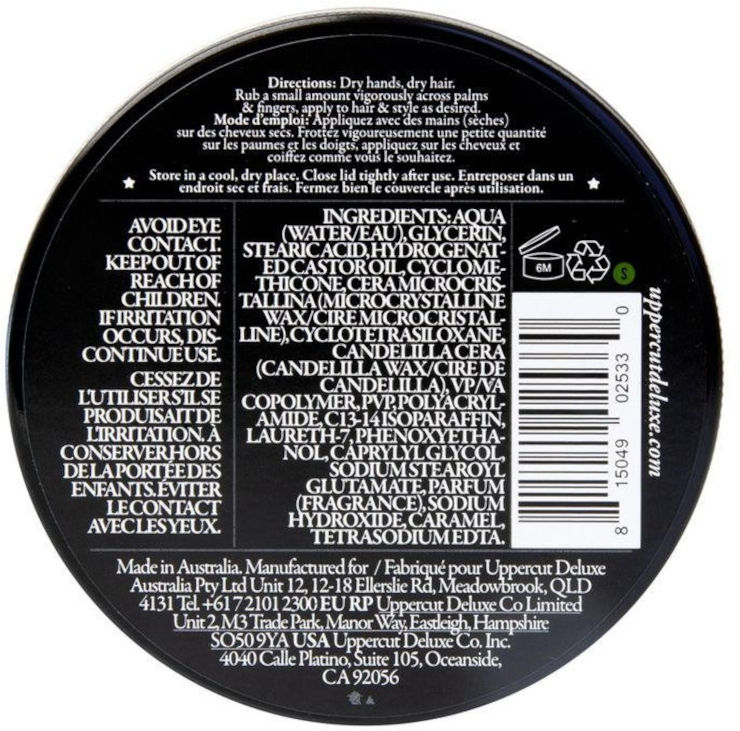 Directions: Dry hands, dry hair.
Rub a small amount vigorously across palms
& fingers, apply to hair & style as desired.
Mode d'emploi: Appliquez avec des mains (sèches)
sur des cheveux secs. Frottez vigoureusement une petite quantité
sur les paumes et les doigts, appliquez sur les cheveux et
coiffez comme vous le souhaitez.
Store in a cool, dry place. Close lid tightly after use. Entreposer dans un
endroit sec et frais. Fermez bien le couvercle après utilisation.
AVOID EYE
CONTACT.
KEEP OUT OF
REACH OF
CHILDREN.
IF IRRITATION
OCCURS, DIS-
CONTINUE USE.
CESSEZ DE
L'UTILISER S'IL SE
PRODUISAIT DE
L'IRRITATION. À
CONSERVER HORS
DE LA PORTÉE DES
ENFANTS. ÉVITER
LE CONTACT
AVEC LES YEUX.
INGREDIENTS: AQUA
(WATER/EAU), GLYCERIN,
STEARIC ACID, HYDROGENAT-
ED CASTOR OIL, CYCLOME-
THICONE, CERA MICROCRIS-
TALLINA (MICROCRYSTALLINE
WAX/CIRE MICROCRISTAL-
LINE), CYCLOTETRASILOXANE,
CANDELILLA CERA
(CANDELILLA WAX/CIRE DE
CANDELILLA), VP/VA
COPOLYMER, PVP, POLYACRYL-
AMIDE, C13-14 ISOPARAFFIN,
LAURETH-7, PHENOXYETHA-
NOL, CAPRYLYL GLYCOL,
SODIUM STEAROYL
GLUTAMATE, PARFUM
(FRAGRANCE), SODIUM
HYDROXIDE, CARAMEL,
TETRASODIUM EDTA.
6M
S
8 15049 02533 0
uppercutdeluxe.com
Made in Australia. Manufactured for / Fabriqué pour Uppercut Deluxe
Australia Pty Ltd Unit 12, 12-18 Ellerslie Rd, Meadowbrook, QLD
4131 Tel. +61 7 2101 2300 EU RP Uppercut Deluxe Co Limited
Unit 2, M3 Trade Park, Manor Way, Eastleigh, Hampshire
SO50 9YA USA Uppercut Deluxe Co. Inc.
4040 Calle Platino, Suite 105, Oceanside,
CA 92056